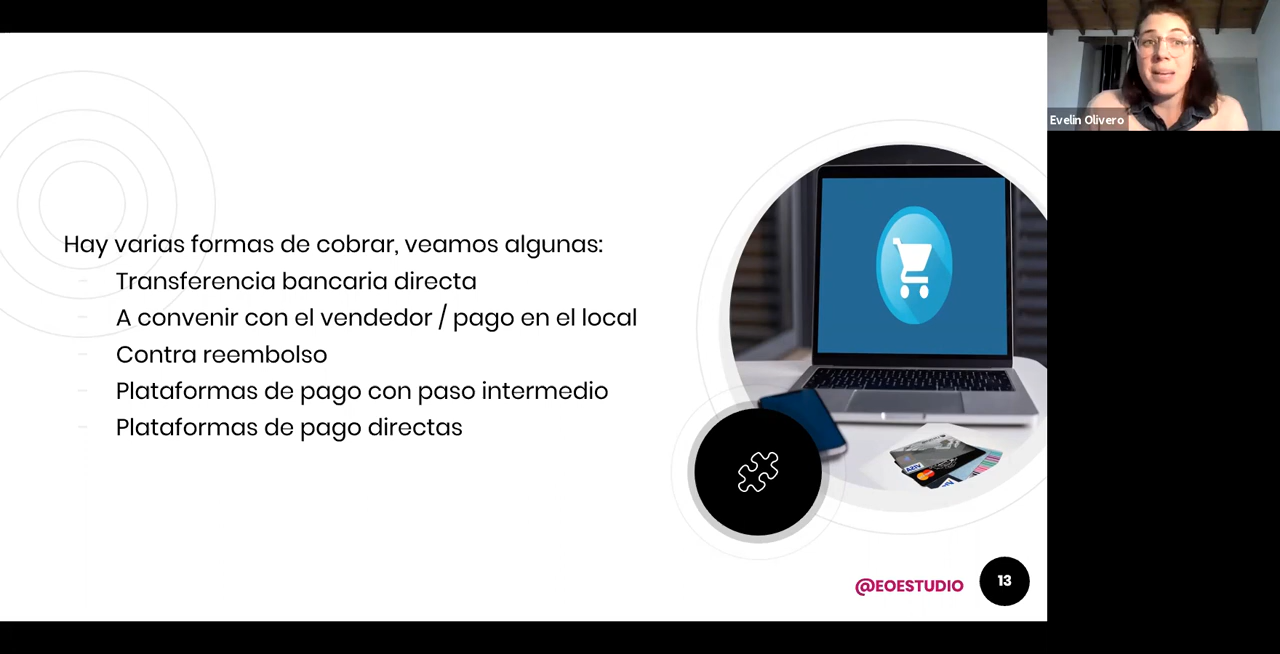 Evelin Olivero
Hay varias formas de cobrar, veamos algunas:
- Transferencia bancaria directa
- A convenir con el vendedor / pago en el local
- Contra reembolso
- Plataformas de pago con paso intermedio
- Plataformas de pago directas
@EOESTUDIO
13